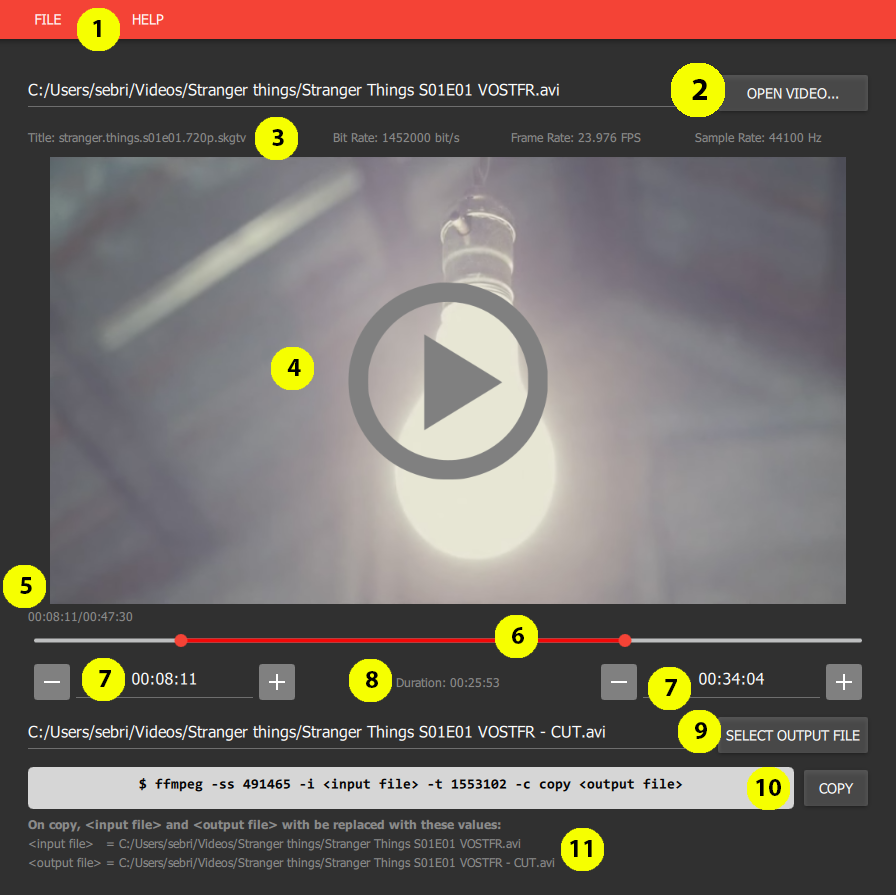 FILE 1 HELP
C:/Users/sebri/Videos/Stranger things/Stranger Things S01E01 VOSTFR.avi 2 OPEN VIDEO...
Title: stranger.things.s01e01.720p.skgtv 3 Bit Rate: 1452000 bit/s Frame Rate: 23.976 FPS Sample Rate: 44100 Hz
4
5
00:08:11/00:47:30
6
7 00:08:11 8 Duration: 00:25:53 7 00:34:04
C:/Users/sebri/Videos/Stranger things/Stranger Things S01E01 VOSTFR - CUT.avi 9 SELECT OUTPUT FILE
$ ffmpeg -ss 491465 -i <input file> -t 1553102 -c copy <output file> 10 COPY
On copy, <input file> and <output file> with be replaced with these values:
<input file> = C:/Users/sebri/Videos/Stranger things/Stranger Things S01E01 VOSTFR.avi 11
<output file> = C:/Users/sebri/Videos/Stranger things/Stranger Things S01E01 VOSTFR - CUT.avi